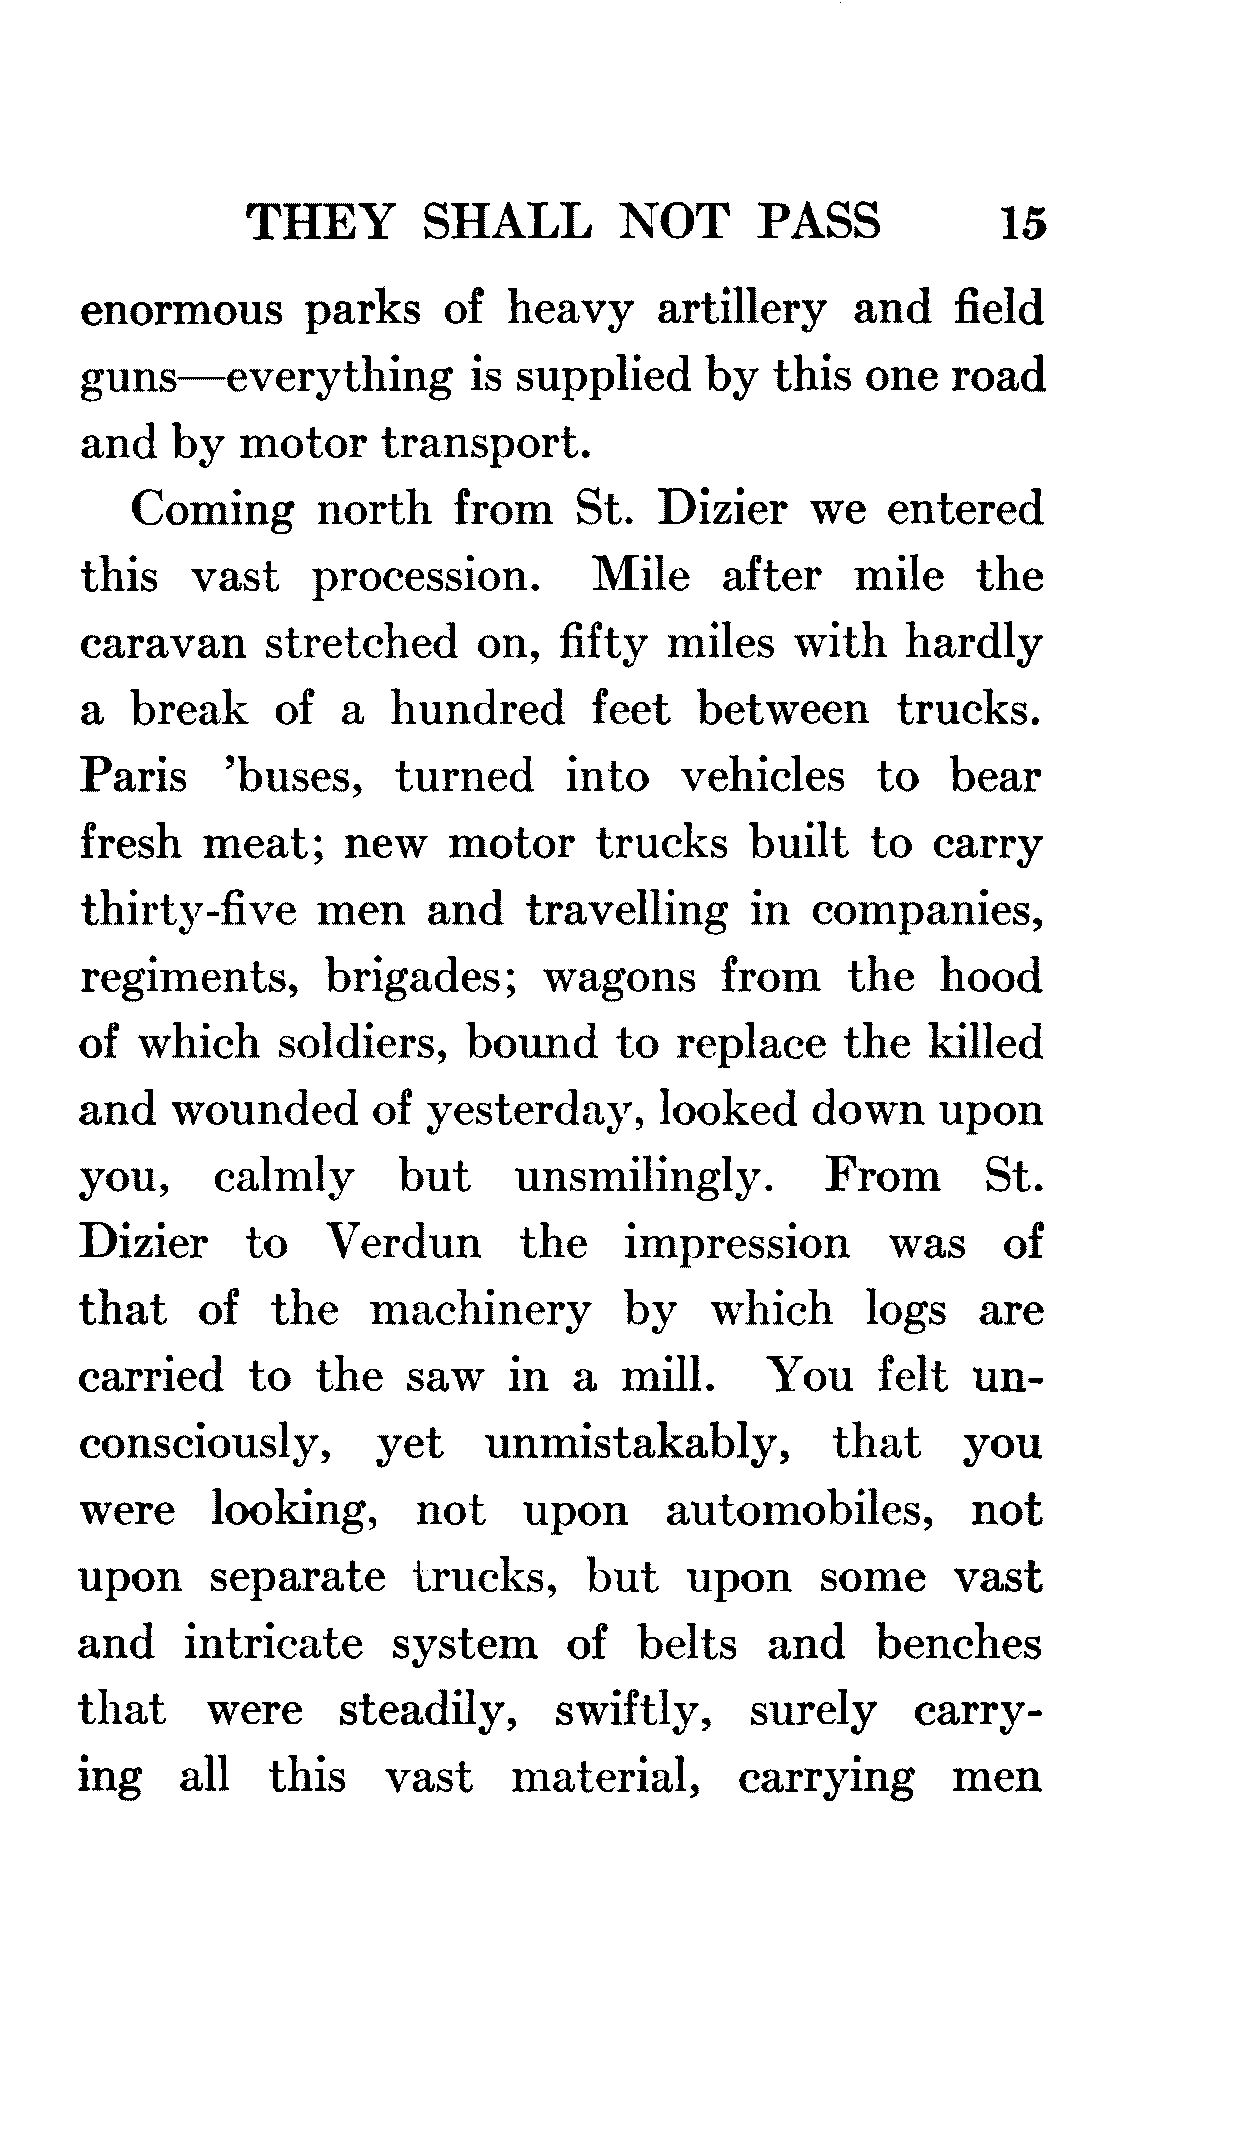 THEY SHALL NOT PASS 15
enormous parks of heavy artillery and field
guns—everything is supplied by this one road
and by motor transport.
Coming north from St. Dizier we entered
this vast procession. Mile after mile the
caravan stretched on, fifty miles with hardly
a break of a hundred feet between trucks.
Paris ’buses, turned into vehicles to bear
fresh meat; new motor trucks built to carry
thirty-five men and travelling in companies,
regiments, brigades; wagons from the hood
of which soldiers, bound to replace the killed
and wounded of yesterday, looked down upon
you, calmly but unsmilingly. From St.
Dizier to Verdun the impression was of
that of the machinery by which logs are
carried to the saw in a mill. You felt un-
consciously, yet unmistakably, that you
were looking, not upon automobiles, not
upon separate trucks, but upon some vast
and intricate system of belts and benches
that were steadily, swiftly, surely carry-
ing all this vast material, carrying men